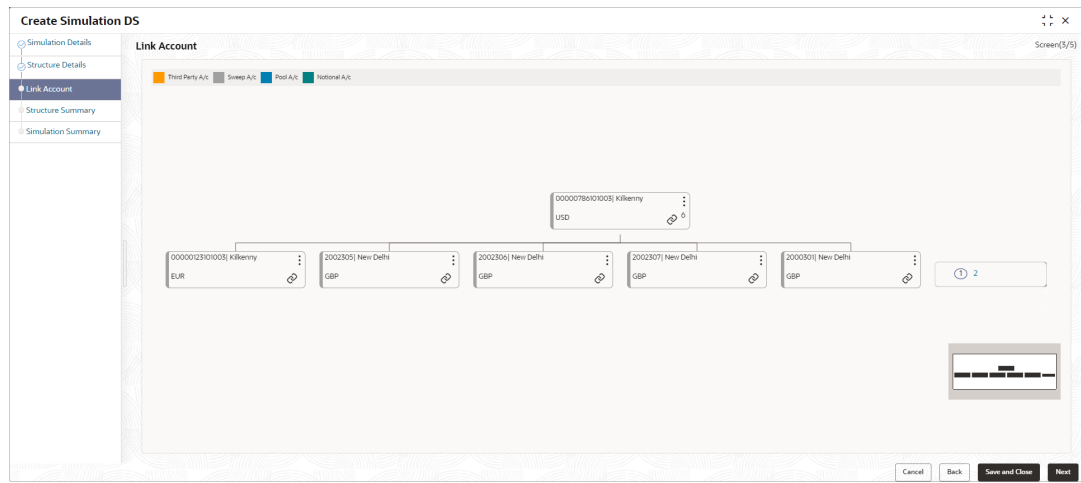 Create Simulation DS
Simulation Details
Structure Details
Link Account
Structure Summary
Simulation Summary
Link Account
Screen(3/5)
Third Party A/c Sweep A/c Pool A/c Notional A/c
00000786101003| Kilkenny
USD 6
00000123101003| Kilkenny
EUR
2002305| New Delhi
GBP
2002306| New Delhi
GBP
2002307| New Delhi
GBP
2000301| New Delhi
GBP
1 2
Cancel Back Save and Close Next